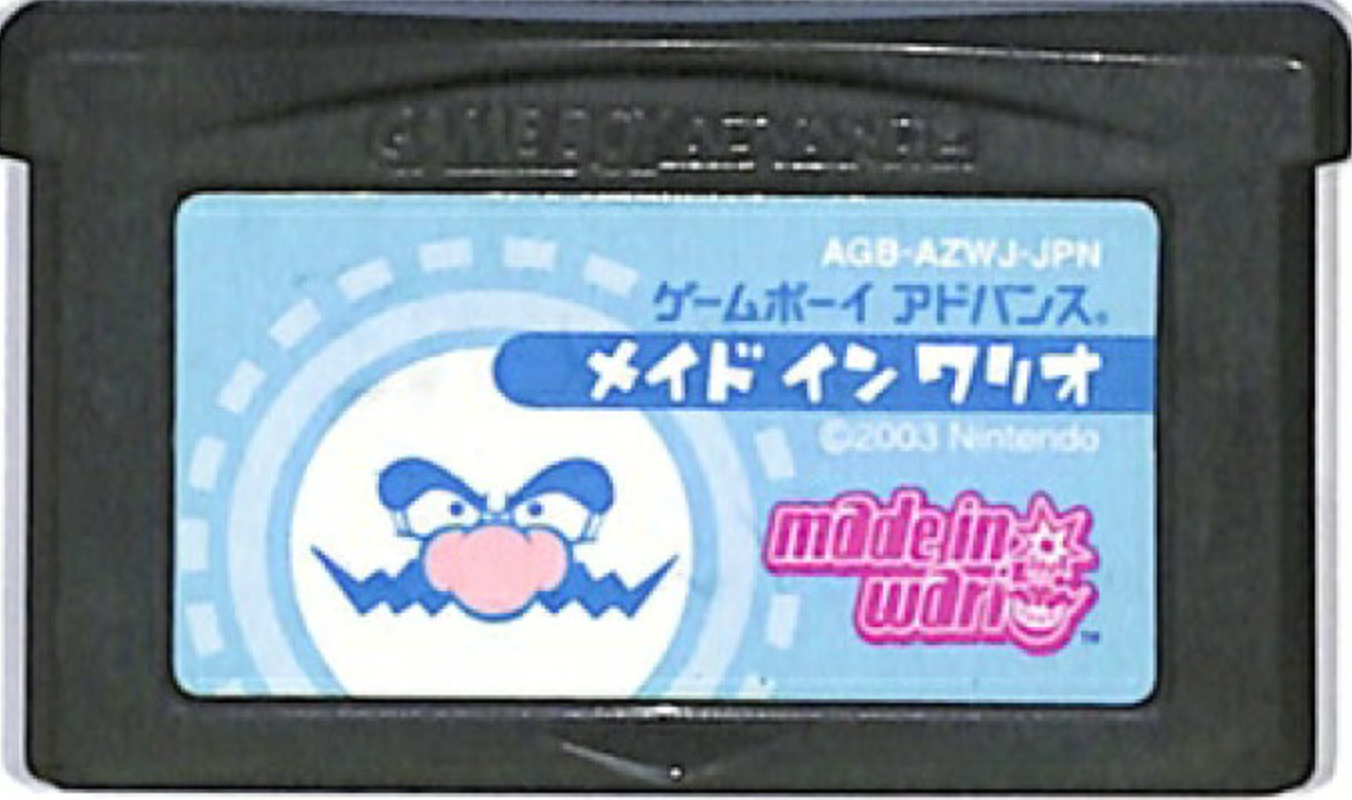 GAME BOY ADVANCE
AGB-AZWJ-JPN
ゲームボーイ アドバンス®
メイド イン ワリオ
©2003 Nintendo
made in
wario
™